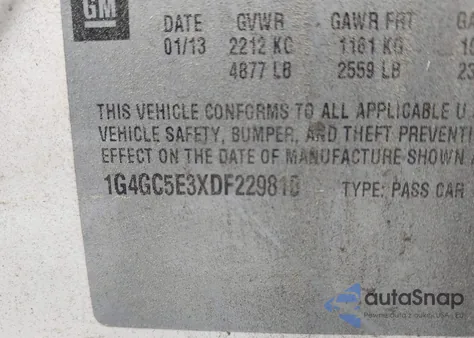 GM
DATE GVWR GAWR FRT
01/13 2212 KG 1161 KG
4877 LB 2559 LB
THIS VEHICLE CONFORMS TO ALL APPLICABLE U
VEHICLE SAFETY, BUMPER, AND THEFT PREVENTI
EFFECT ON THE DATE OF MANUFACTURE SHOWN
TYPE: PASS CAR
autoSnap